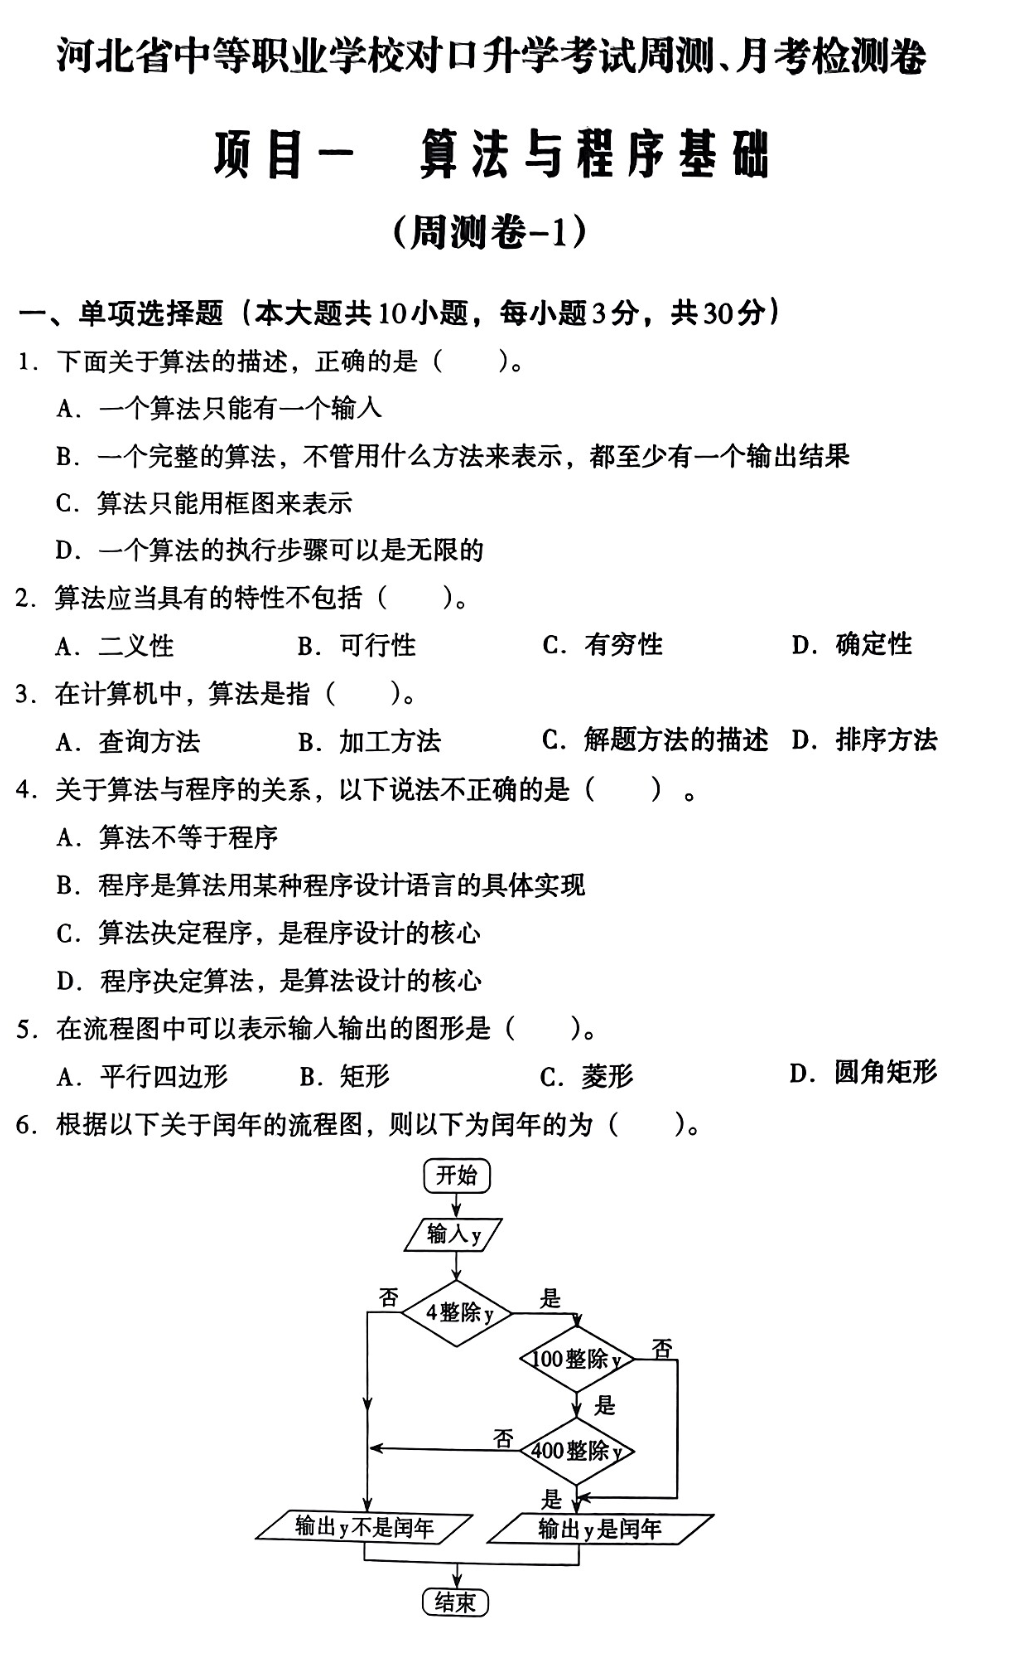 河北省中等职业学校对口升学考试周测、月考检测卷
项目一 算法与程序基础
（周测卷-1）
一、单项选择题（本大题共10小题，每小题3分，共30分）
1．下面关于算法的描述，正确的是（  ）。
A．一个算法只能有一个输入
B．一个完整的算法，不管用什么方法来表示，都至少有一个输出结果
C．算法只能用框图来表示
D．一个算法的执行步骤可以是无限的
2．算法应当具有的特性不包括（  ）。
A．二义性 B．可行性 C．有穷性 D．确定性
3．在计算机中，算法是指（  ）。
A．查询方法 B．加工方法 C．解题方法的描述 D．排序方法
4．关于算法与程序的关系，以下说法不正确的是（  ）。
A．算法不等于程序
B．程序是算法用某种程序设计语言的具体实现
C．算法决定程序，是程序设计的核心
D．程序决定算法，是算法设计的核心
5．在流程图中可以表示输入输出的图形是（  ）。
A．平行四边形 B．矩形 C．菱形 D．圆角矩形
6．根据以下关于闰年的流程图，则以下为闰年的为（  ）。
开始
输入y
否 4整除y 是
100整除y 否
是
否 400整除y
是
输出y不是闰年 输出y是闰年
结束